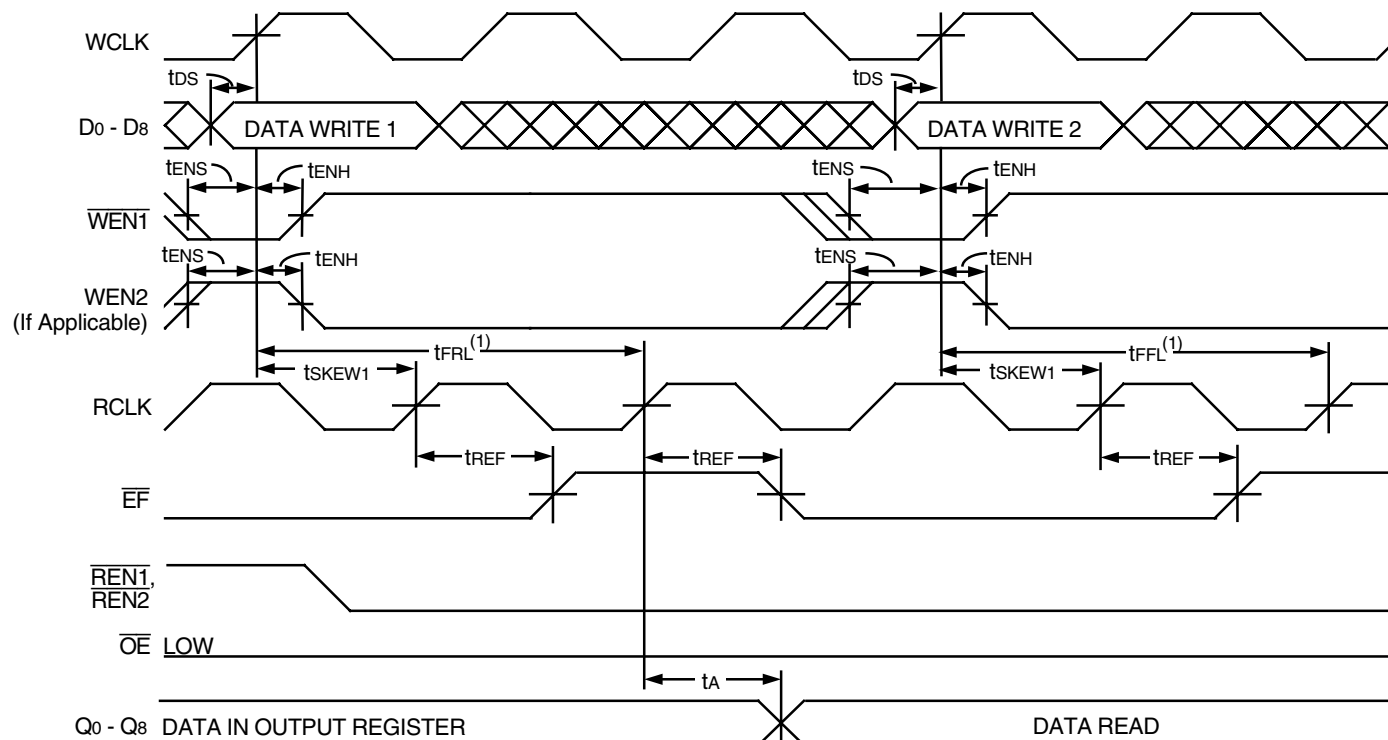 WCLK
tDS tDS
D0 - D8 DATA WRITE 1 DATA WRITE 2
tENS tENH tENS tENH
WEN1
tENS tENH tENS tENH
WEN2
(If Applicable)
tFRL(1) tFFL(1)
tSKEW1 tSKEW1
RCLK
tREF tREF tREF
EF
REN1,
REN2
OE LOW
tA
Q0 - Q8 DATA IN OUTPUT REGISTER DATA READ